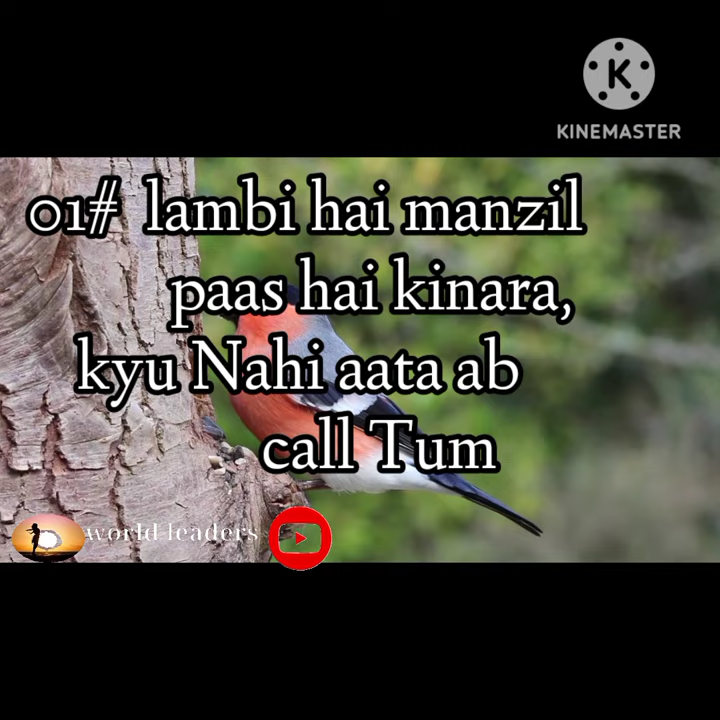 K
KINEMASTER
01# lambi hai manzil
paas hai kinara,
kyu Nahi aata ab
call Tum
world leaders